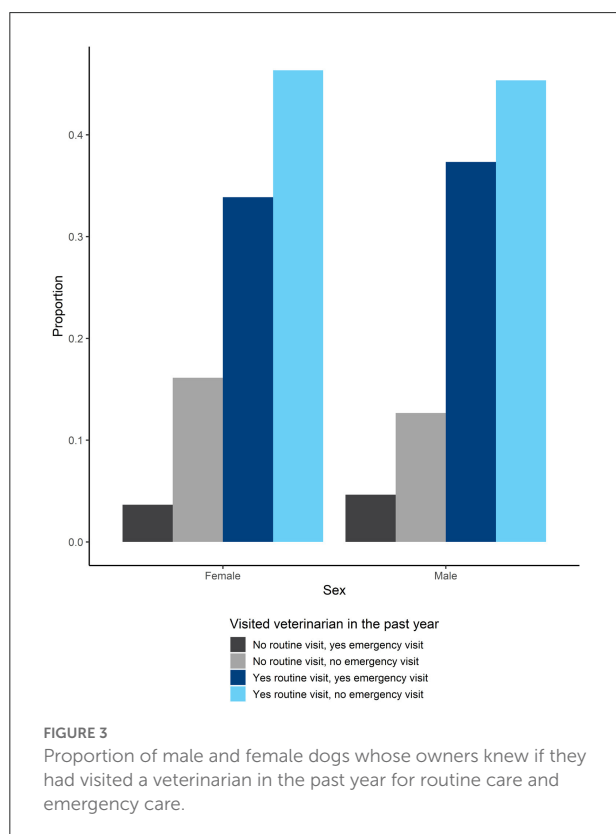 0.4
0.3
0.2
0.1
0.0
Proportion
Female
Male
Sex
Visited veterinarian in the past year
No routine visit, yes emergency visit
No routine visit, no emergency visit
Yes routine visit, yes emergency visit
Yes routine visit, no emergency visit
FIGURE 3
Proportion of male and female dogs whose owners knew if they
had visited a veterinarian in the past year for routine care and
emergency care.